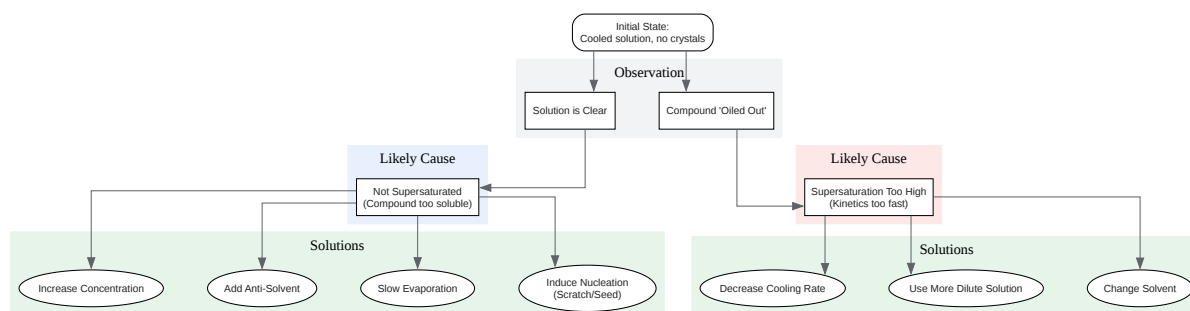 Initial State:
Cooled solution, no crystals
Observation
Solution is Clear
Compound 'Oiled Out'
Likely Cause
Not Supersaturated
(Compound too soluble)
Likely Cause
Supersaturation Too High
(Kinetics too fast)
Solutions
Increase Concentration
Add Anti-Solvent
Slow Evaporation
Induce Nucleation
(Scratch/Seed)
Solutions
Decrease Cooling Rate
Use More Dilute Solution
Change Solvent